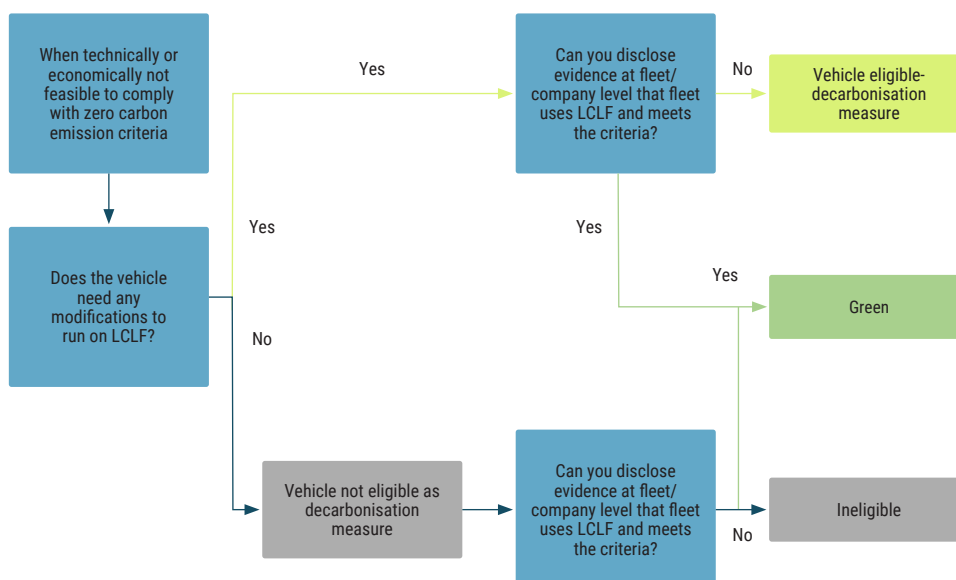 When technically or
economically not
feasible to comply
with zero carbon
emission criteria
Yes
Can you disclose
evidence at fleet/
company level that fleet
uses LCLF and meets
the criteria?
No
Vehicle eligible-
decarbonisation
measure
Does the vehicle
need any
modifications to
run on LCLF?
Yes
No
Yes
Yes
Green
Vehicle not eligible as
decarbonisation
measure
Can you disclose
evidence at fleet/
company level that fleet
uses LCLF and meets
the criteria?
No
Ineligible